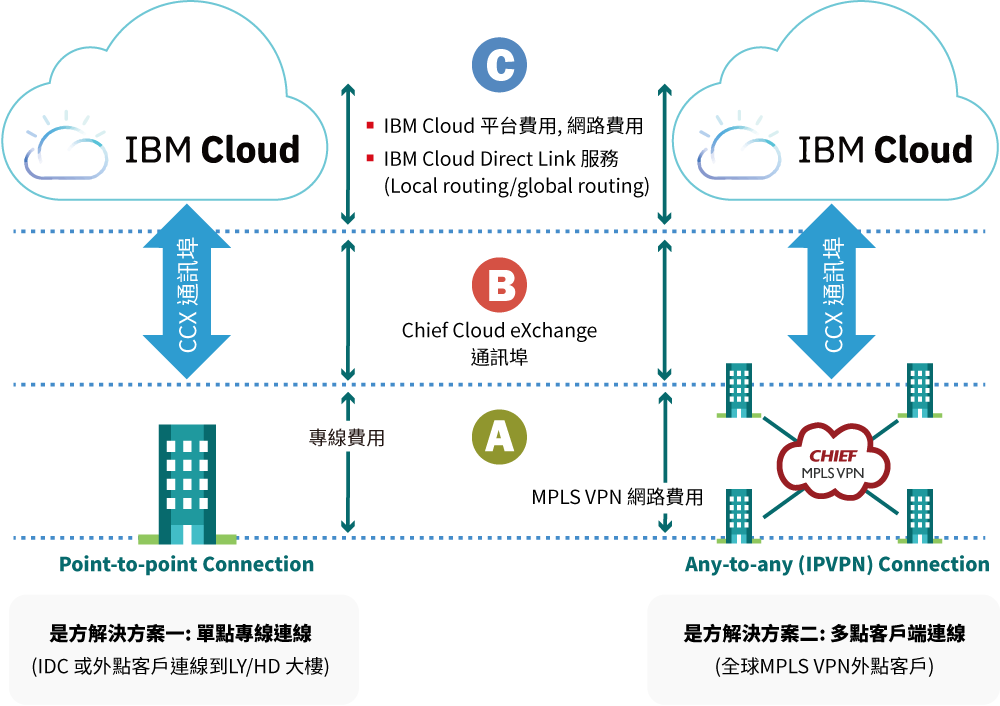 IBM Cloud
C
IBM Cloud 平台費用, 網路費用
IBM Cloud Direct Link 服務
(Local routing/global routing)
IBM Cloud
CCX 通訊埠
B
Chief Cloud eXchange
通訊埠
CCX 通訊埠
專線費用
A
MPLS VPN 網路費用
CHIEF
MPLS VPN
Point-to-point Connection
Any-to-any (IPVPN) Connection
是方解決方案一: 單點專線連線
(IDC 或外點客戶連線到LY/HD 大樓)
是方解決方案二: 多點客戶端連線
(全球MPLS VPN外點客戶)